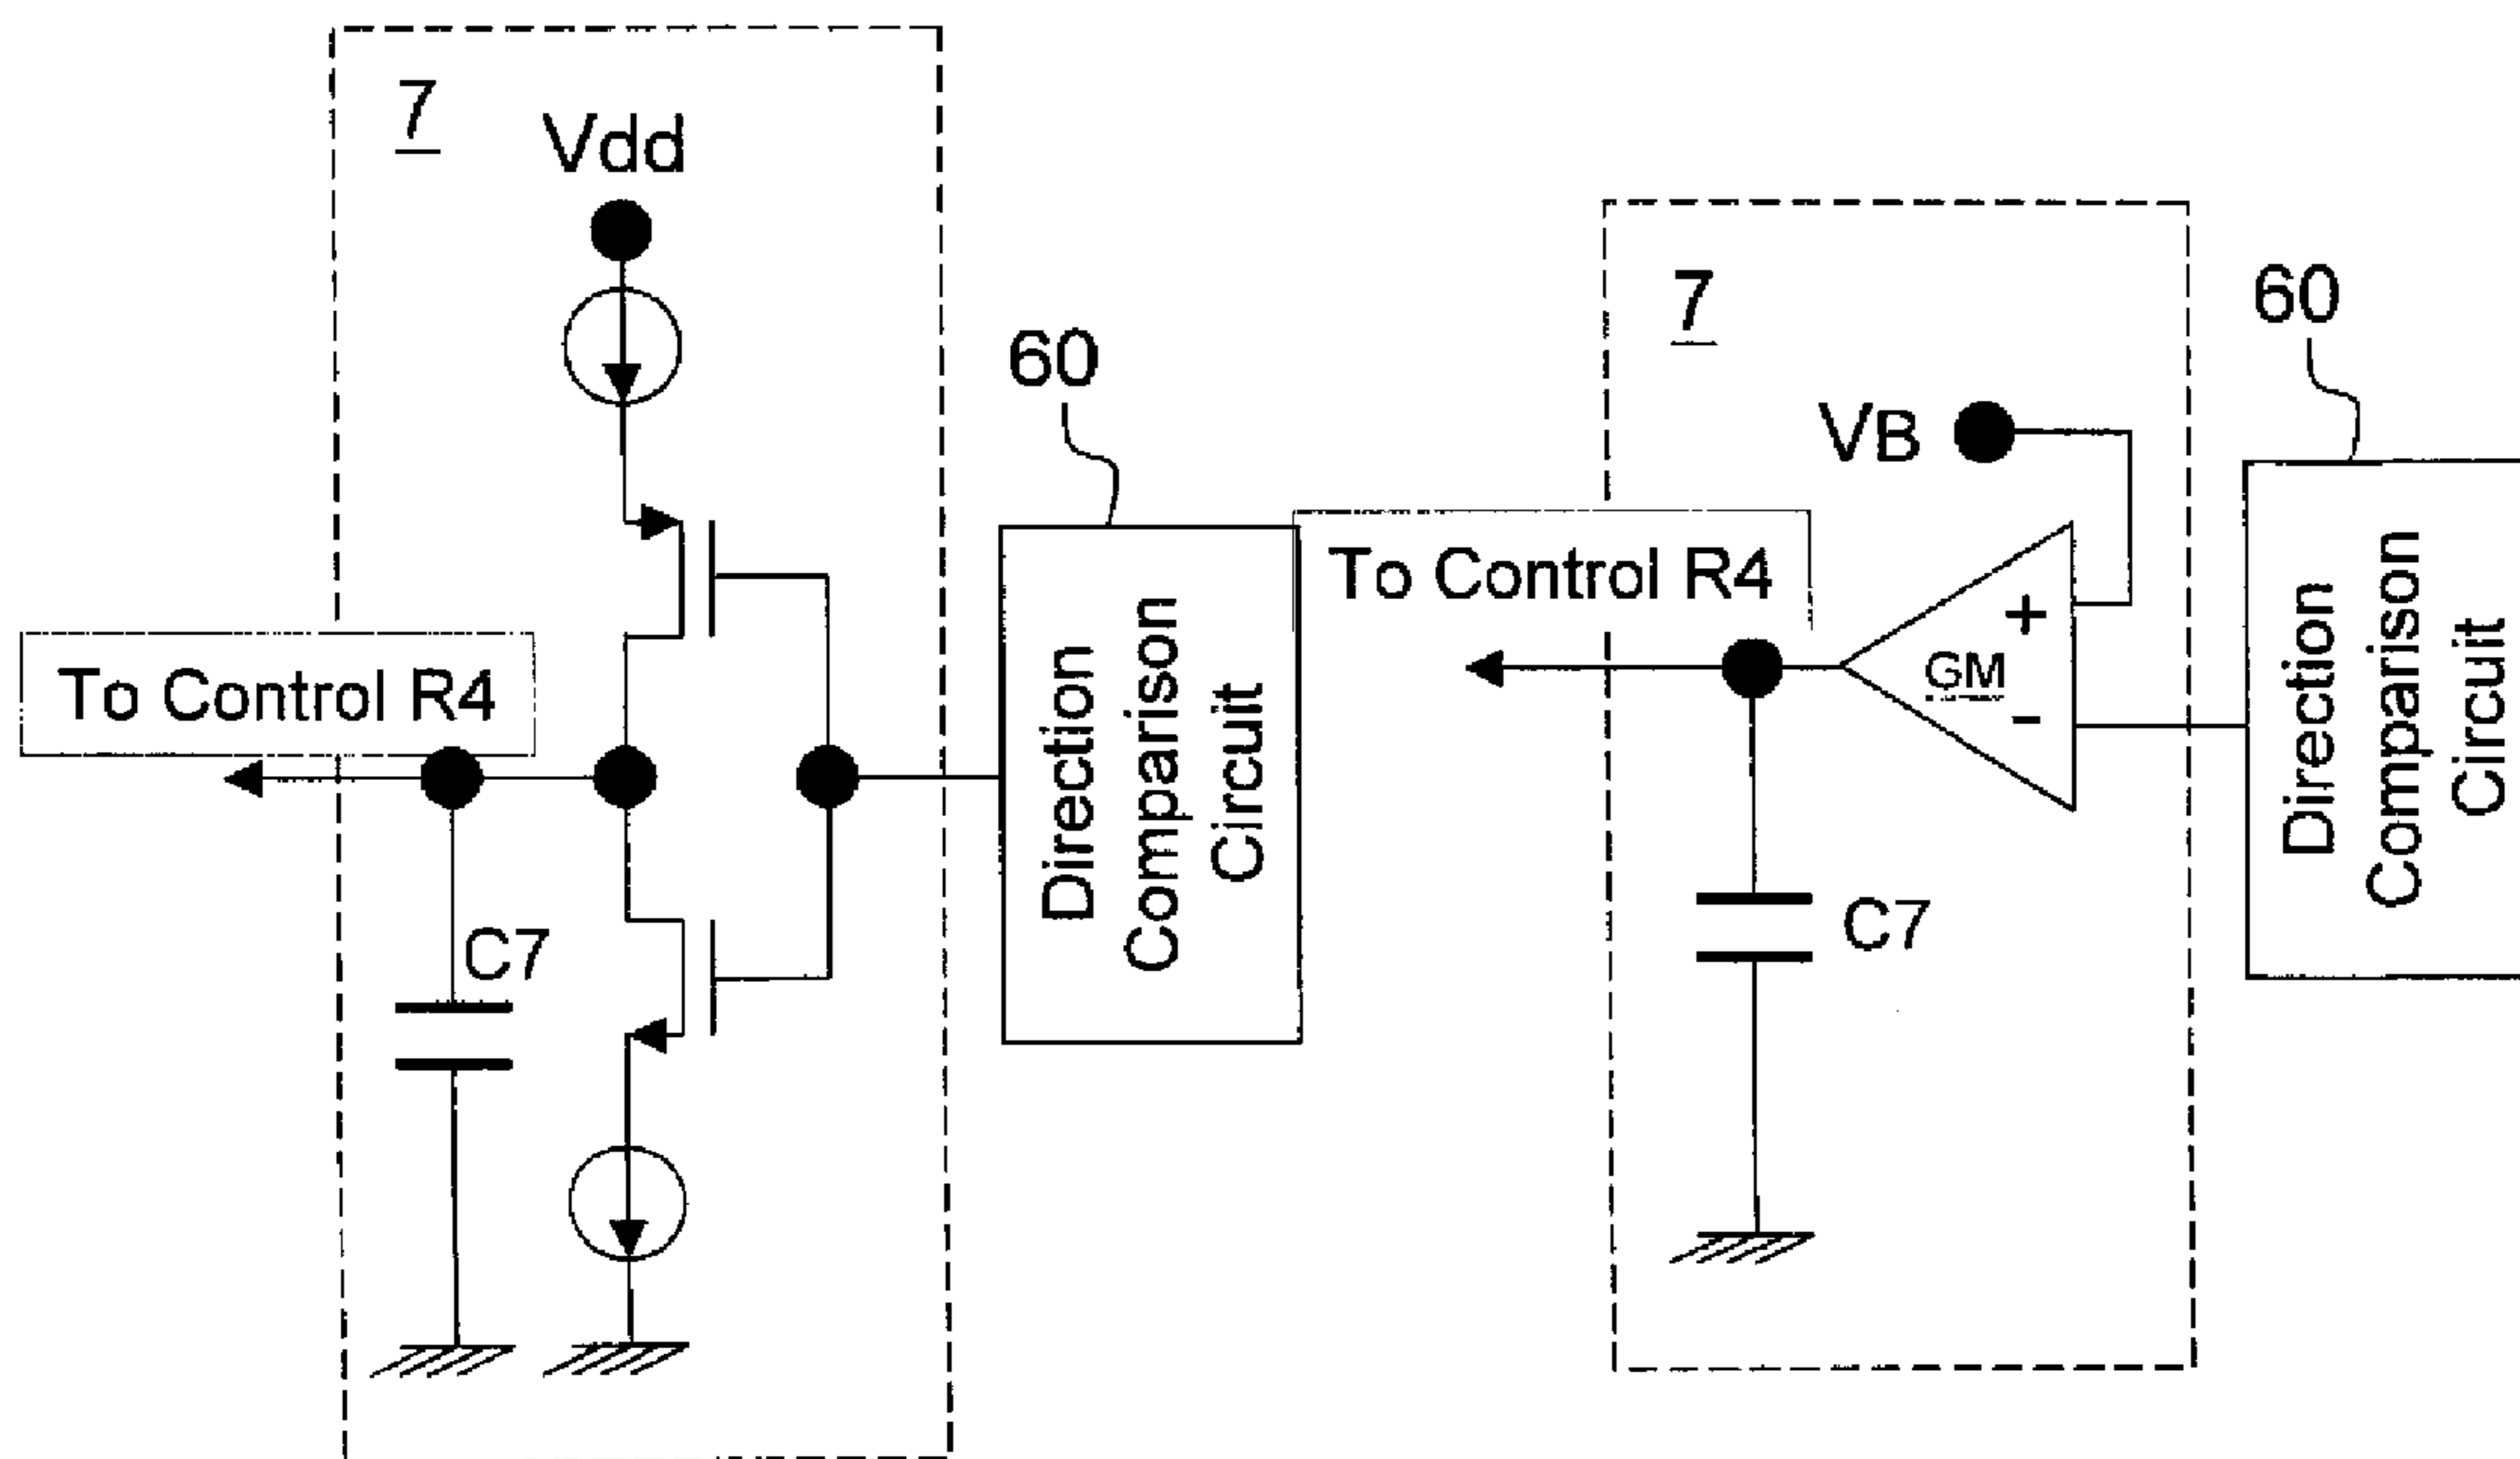 7
Vdd
60
To Control R4
C7
Direction
Comparison
Circuit
7
60
VB
To Control R4
+
GM
-
C7
Direction
Comparison
Circuit